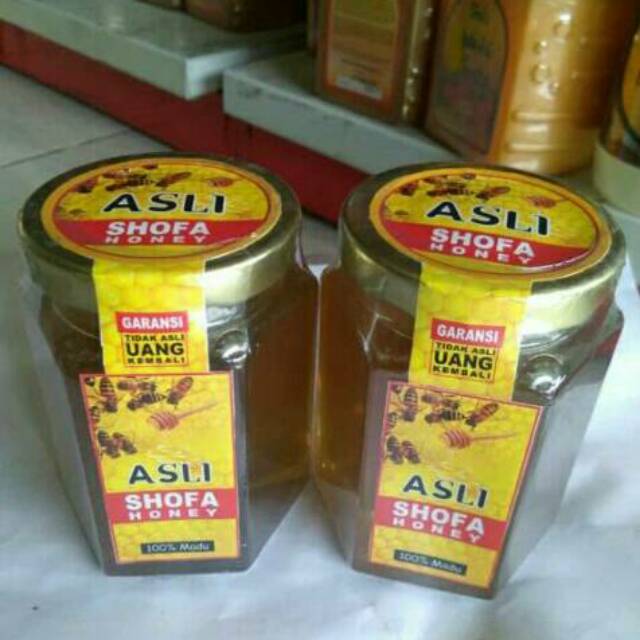 ASLI
SHOFA
HONEY
GARANSI
TIDAK ASLI
UANG
KEMBALI
ASLI
SHOFA
HONEY
100% Madu
ASLI
SHOFA
HONEY
GARANSI
TIDAK ASLI
UANG
KEMBALI
ASLI
SHOFA
HONEY
100% Madu